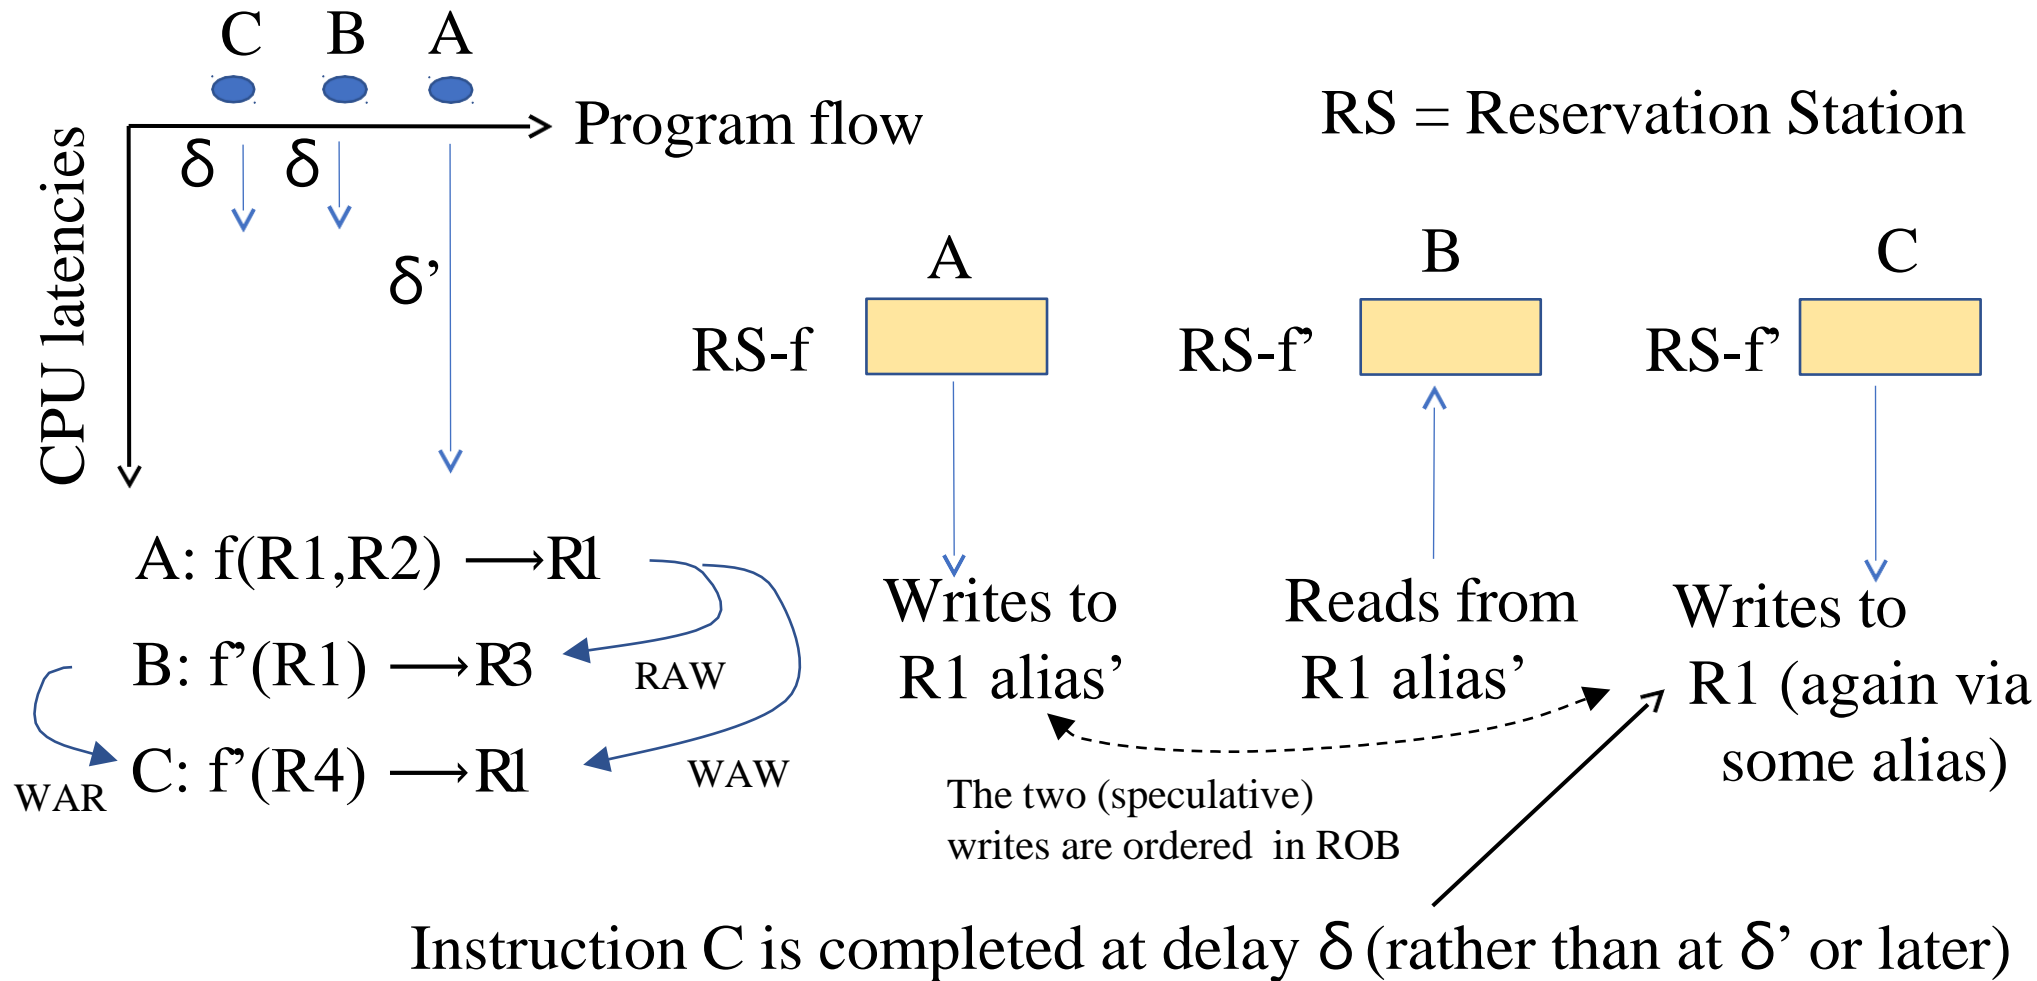 C B A
Program flow
RS = Reservation Station
CPU latencies
δ δ
δ’
A B C
RS-f RS-f’ RS-f’
A: f(R1,R2) ⟶R1
B: f’(R1) ⟶R3
C: f’(R4) ⟶R1
RAW
WAW
WAR
Writes to
R1 alias’
Reads from
R1 alias’
Writes to
R1 (again via
some alias)
The two (speculative)
writes are ordered in ROB
Instruction C is completed at delay δ (rather than at δ’ or later)